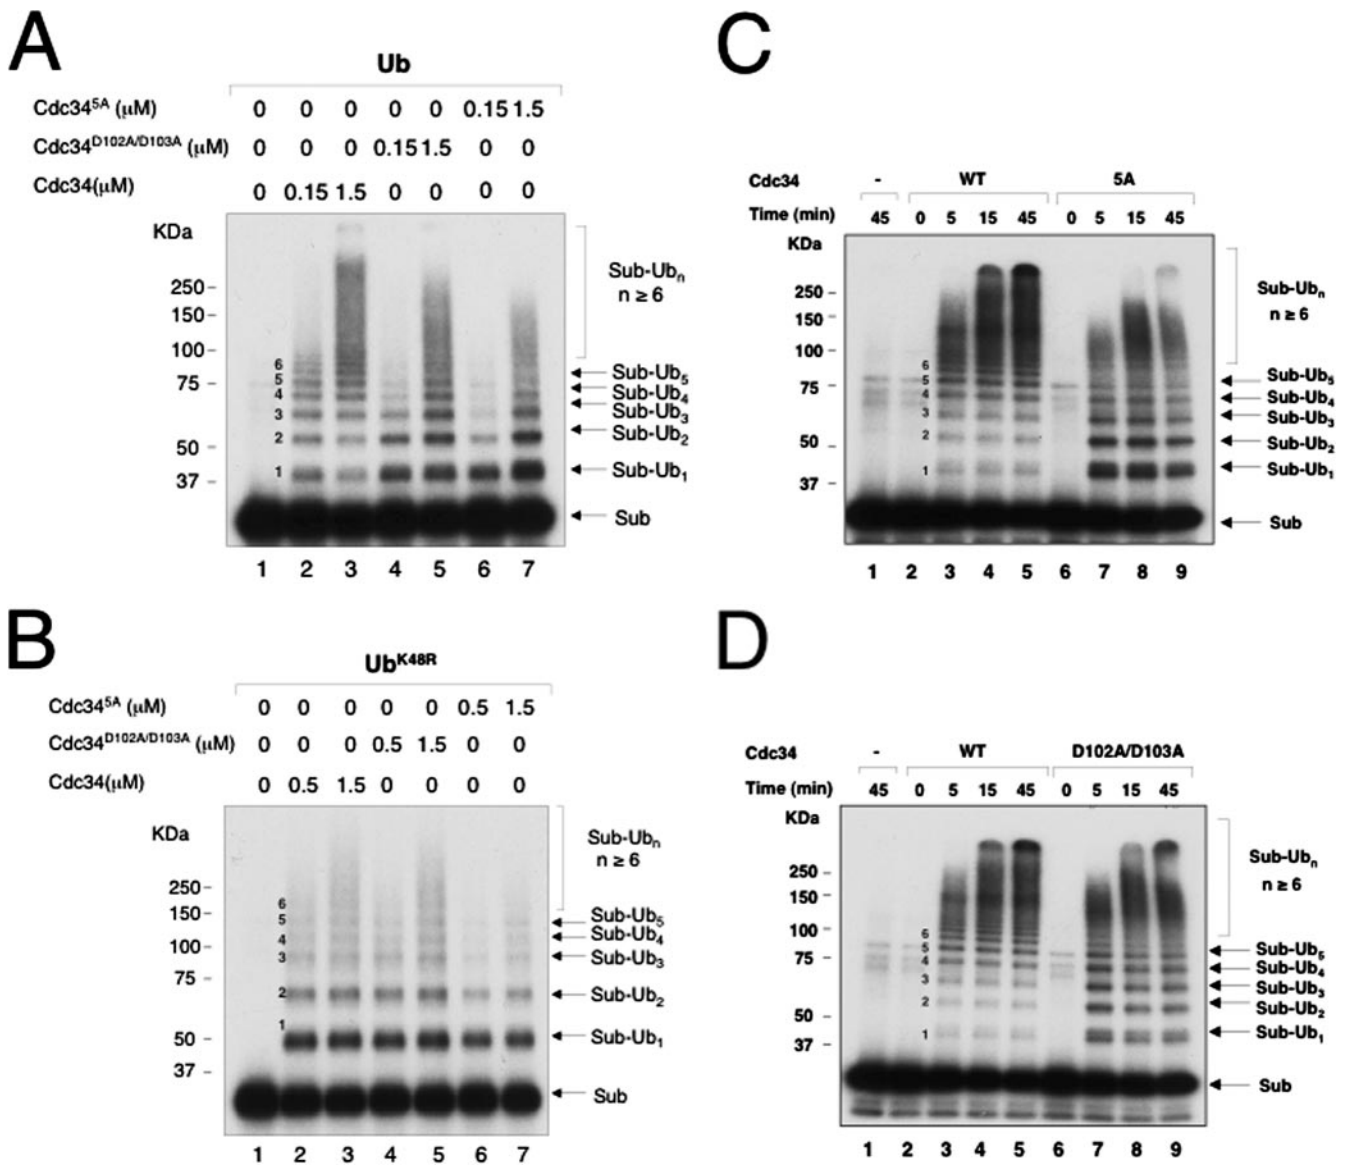 A
Ub
Cdc34^5A (μM) 0 0 0 0 0 0.15 1.5
Cdc34^D102A/D103A (μM) 0 0 0 0.15 1.5 0 0
Cdc34(μM) 0 0.15 1.5 0 0 0 0
KDa
250
150
100
75
50
37
6
5
4
3
2
1
Sub-Ubn
n ≥ 6
Sub-Ub5
Sub-Ub4
Sub-Ub3
Sub-Ub2
Sub-Ub1
Sub
1 2 3 4 5 6 7
B
Ub^K48R
Cdc34^5A (μM) 0 0 0 0 0 0.5 1.5
Cdc34^D102A/D103A (μM) 0 0 0 0.5 1.5 0 0
Cdc34(μM) 0 0.5 1.5 0 0 0 0
KDa
250
150
100
75
50
37
6
5
4
3
2
1
Sub-Ubn
n ≥ 6
Sub-Ub5
Sub-Ub4
Sub-Ub3
Sub-Ub2
Sub-Ub1
Sub
1 2 3 4 5 6 7
C
Cdc34 - WT 5A
Time (min) 45 0 5 15 45 0 5 15 45
KDa
250
150
100
75
50
37
6
5
4
3
2
1
Sub-Ubn
n ≥ 6
Sub-Ub5
Sub-Ub4
Sub-Ub3
Sub-Ub2
Sub-Ub1
Sub
1 2 3 4 5 6 7 8 9
D
Cdc34 - WT D102A/D103A
Time (min) 45 0 5 15 45 0 5 15 45
KDa
250
150
100
75
50
37
6
5
4
3
2
1
Sub-Ubn
n ≥ 6
Sub-Ub5
Sub-Ub4
Sub-Ub3
Sub-Ub2
Sub-Ub1
Sub
1 2 3 4 5 6 7 8 9